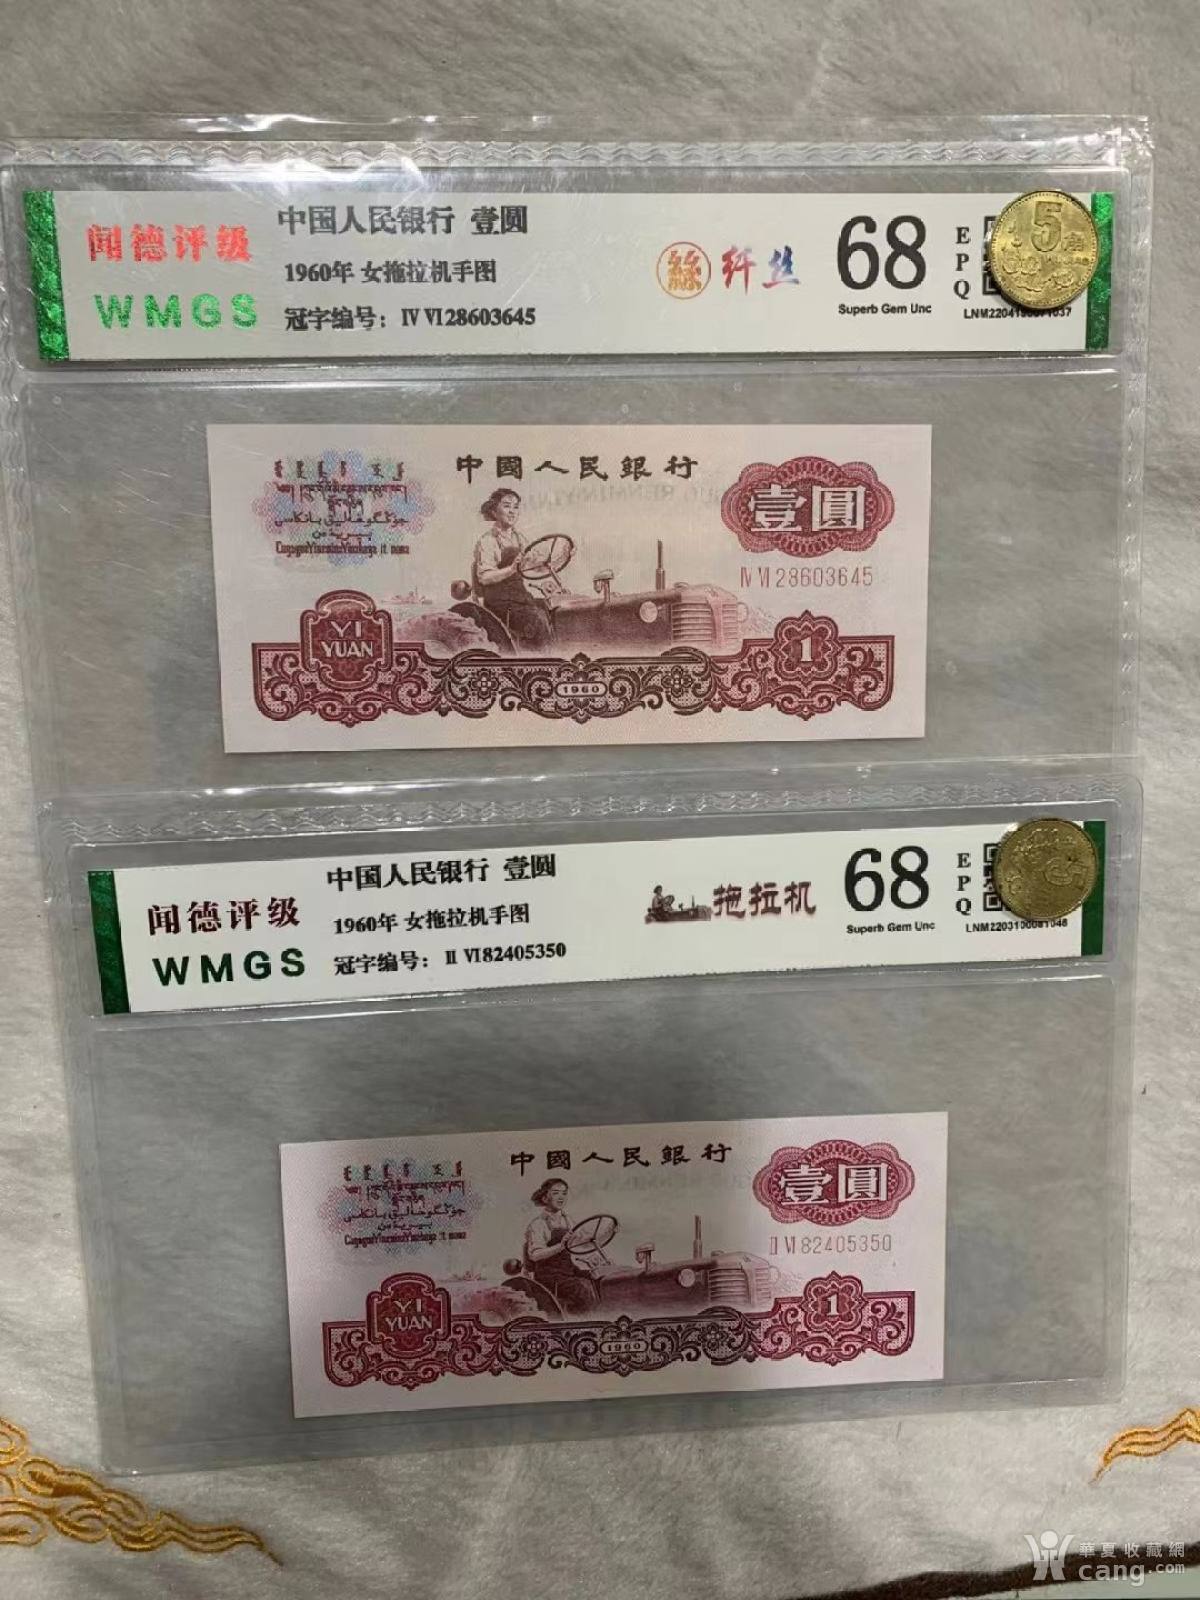 闻德评级
WMGS
中国人民银行 壹圆
1960年 女拖拉机手图
冠字编号：Ⅳ Ⅵ28603645
絲 纤丝
68
Superb Gem Unc
EPQ
5角
中國人民銀行
壹圓
Ⅳ Ⅵ 28603645
YI
YUAN
1960
1
闻德评级
WMGS
中国人民银行 壹圆
1960年 女拖拉机手图
冠字编号：Ⅱ Ⅵ82405350
拖拉机
68
Superb Gem Unc
EPQ
中國人民銀行
壹圓
Ⅱ Ⅵ 82405350
YI
YUAN
1960
1
華夏收藏網
cang.com